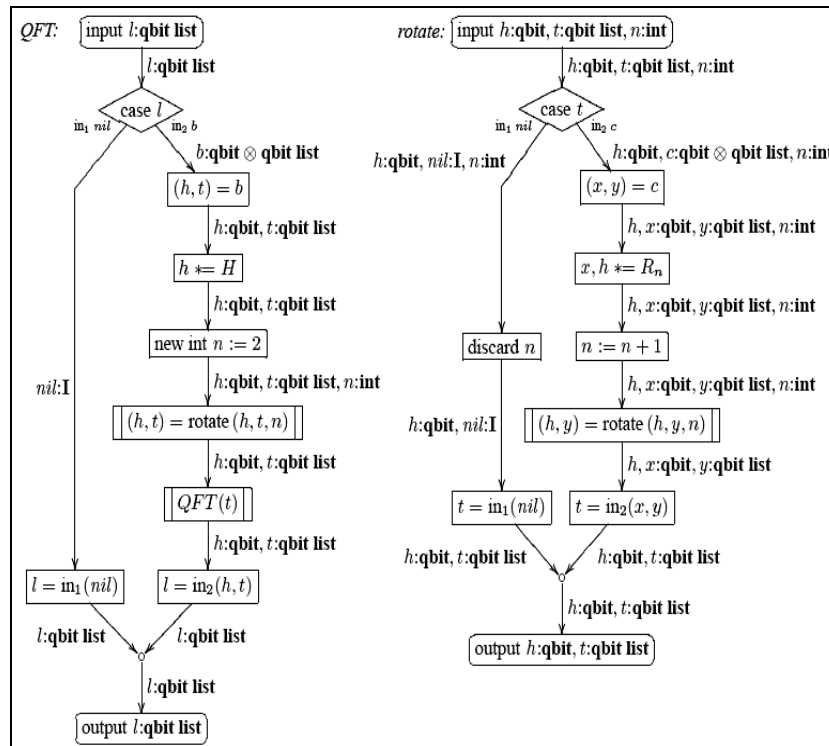 QFT: input l:qbit list
l:qbit list
case l
in₁ nil
in₂ b
b:qbit ⊗ qbit list
(h, t) = b
h:qbit, t:qbit list
h *= H
h:qbit, t:qbit list
new int n := 2
h:qbit, t:qbit list, n:int
nil:I
(h, t) = rotate (h, t, n)
h:qbit, t:qbit list
QFT(t)
h:qbit, t:qbit list
l = in₁(nil)
l = in₂(h, t)
l:qbit list
l:qbit list
l:qbit list
output l:qbit list
rotate: input h:qbit, t:qbit list, n:int
h:qbit, t:qbit list, n:int
case t
in₁ nil
in₂ c
h:qbit, nil:I, n:int
h:qbit, c:qbit ⊗ qbit list, n:int
(x, y) = c
h, x:qbit, y:qbit list, n:int
x, h *= Rₙ
h, x:qbit, y:qbit list, n:int
discard n
n := n + 1
h, x:qbit, y:qbit list, n:int
h:qbit, nil:I
(h, y) = rotate (h, y, n)
h, x:qbit, y:qbit list
t = in₁(nil)
t = in₂(x, y)
h:qbit, t:qbit list
h:qbit, t:qbit list
h:qbit, t:qbit list
output h:qbit, t:qbit list